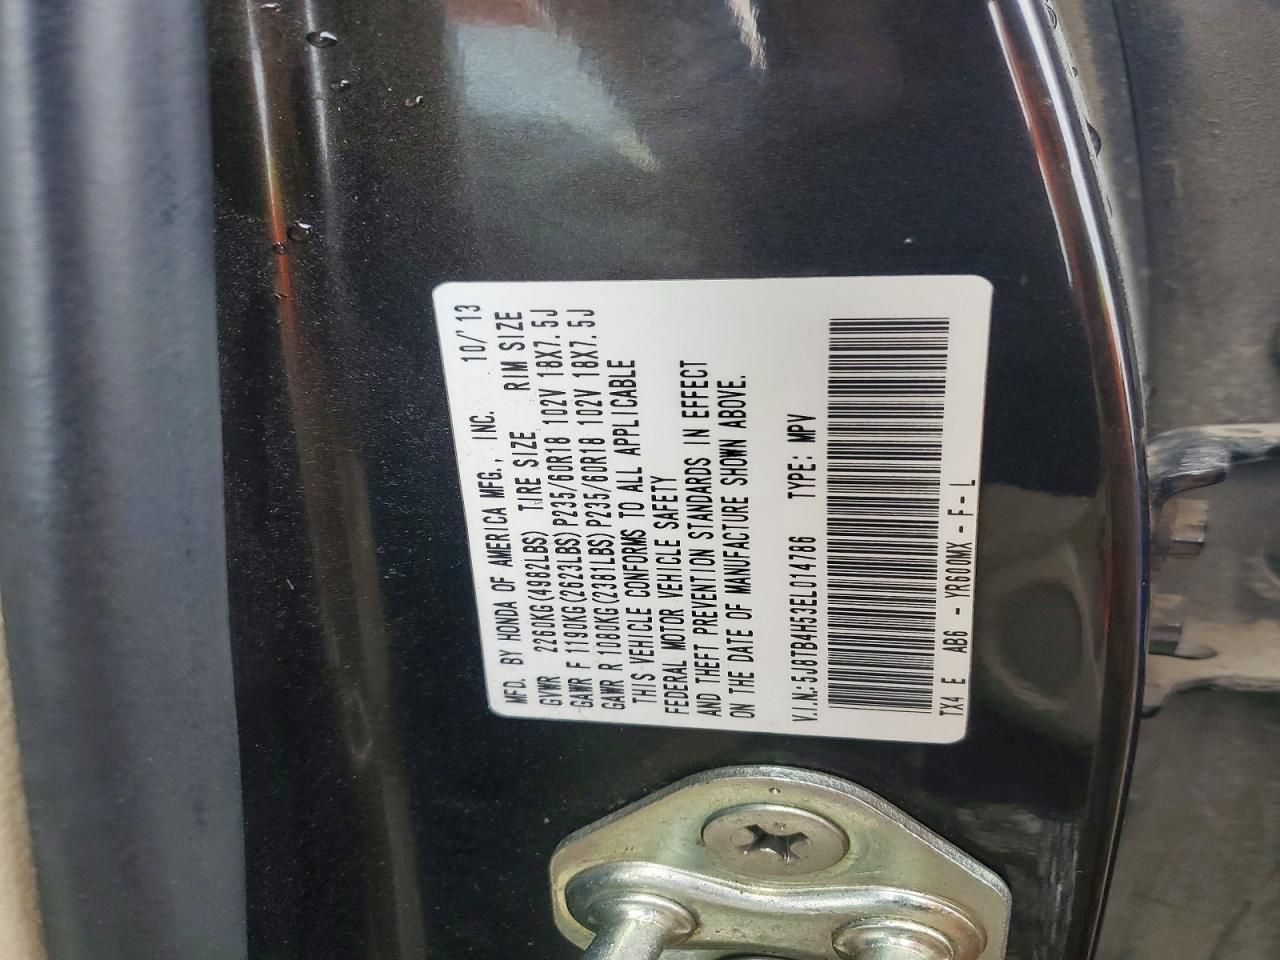 MFD. BY HONDA OF AMERICA MFG., INC. 10/'13
GVWR 2260KG(4982LBS) TIRE SIZE RIM SIZE
GAWR F 1190KG(2623LBS) P235/60R18 102V 18X7.5J
GAWR R 1080KG(2381LBS) P235/60R18 102V 18X7.5J
THIS VEHICLE CONFORMS TO ALL APPLICABLE
FEDERAL MOTOR VEHICLE SAFETY
AND THEFT PREVENTION STANDARDS IN EFFECT
ON THE DATE OF MANUFACTURE SHOWN ABOVE.
V.I.N.: 5J8TB4H53EL014786 TYPE: MPV
TX4 E AB6 - YR600MX - F - L